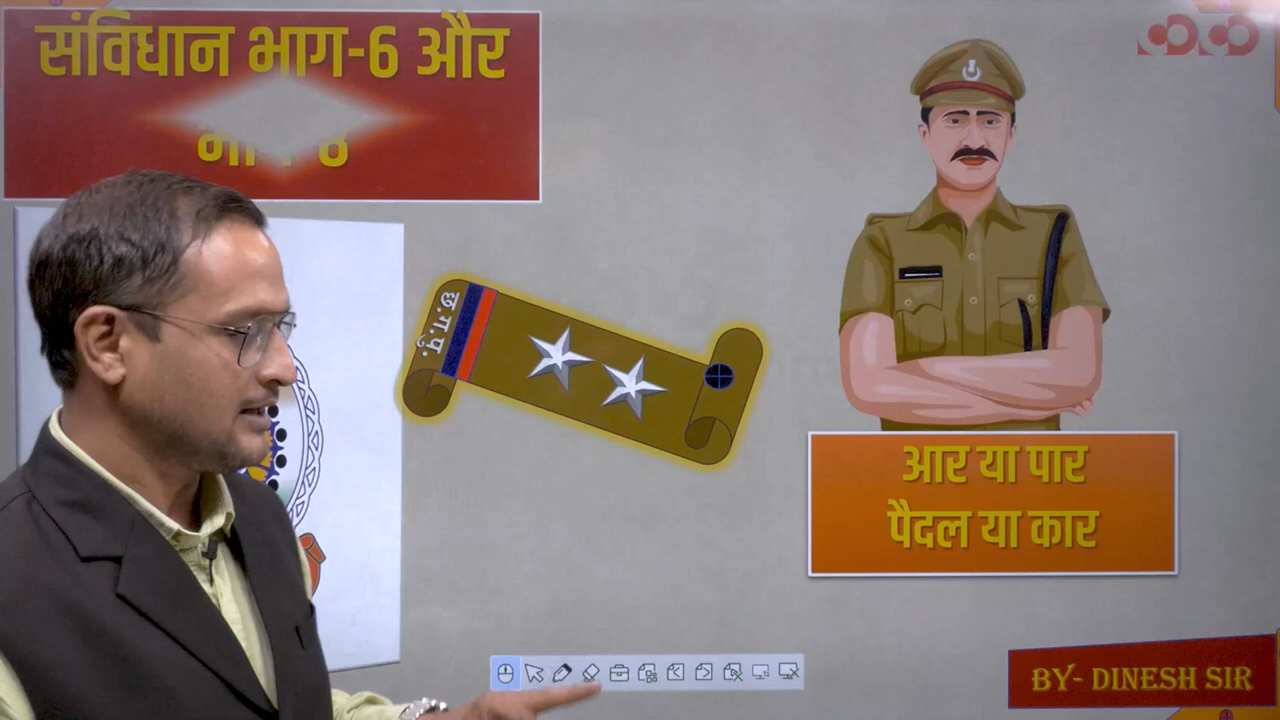 संविधान भाग-6 और
छ.ग.पु.
आर या पार
पैदल या कार
BY- DINESH SIR